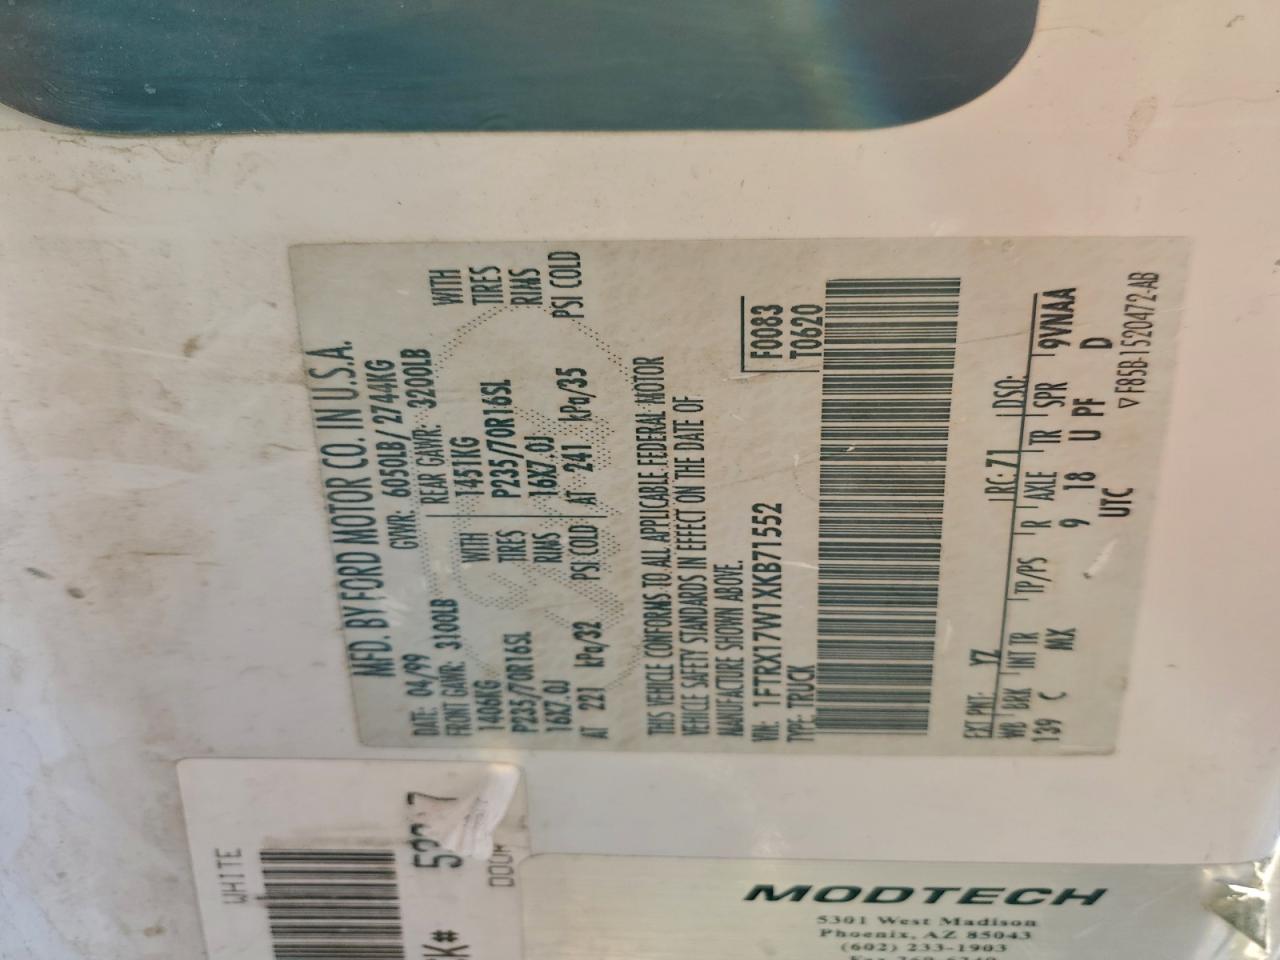 MFD. BY FORD MOTOR CO. IN U.S.A.
DATE: 04/99 GVWR: 6050LB/ 2744KG
FRONT GAWR: 3100LB REAR GAWR: 3200LB
1406KG WITH 1451KG WITH
P235/70R16SL TIRES P235/70R16SL TIRES
16X7.0J RIMS 16X7.0J RIMS
AT 221 kPa/32 PSI COLD AT 241 kPa/35 PSI COLD
THIS VEHICLE CONFORMS TO ALL APPLICABLE FEDERAL MOTOR
VEHICLE SAFETY STANDARDS IN EFFECT ON THE DATE OF
MANUFACTURE SHOWN ABOVE.
VIN: 1FTRX17W1XKB71552 F0083
TYPE: TRUCK T0620
EXT PNT: YZ RC: 71 DSO:
WB BRK INT TR TP/PS R AXLE TR SPR 9VNAA
139 C MX 9 18 U PF D
UTC
▽ F85B-1520472-AB
WHITE
K#
DOOR
MODTECH
5301 West Madison
Phoenix, AZ 85043
(602) 233-1903
Fax 269-6249